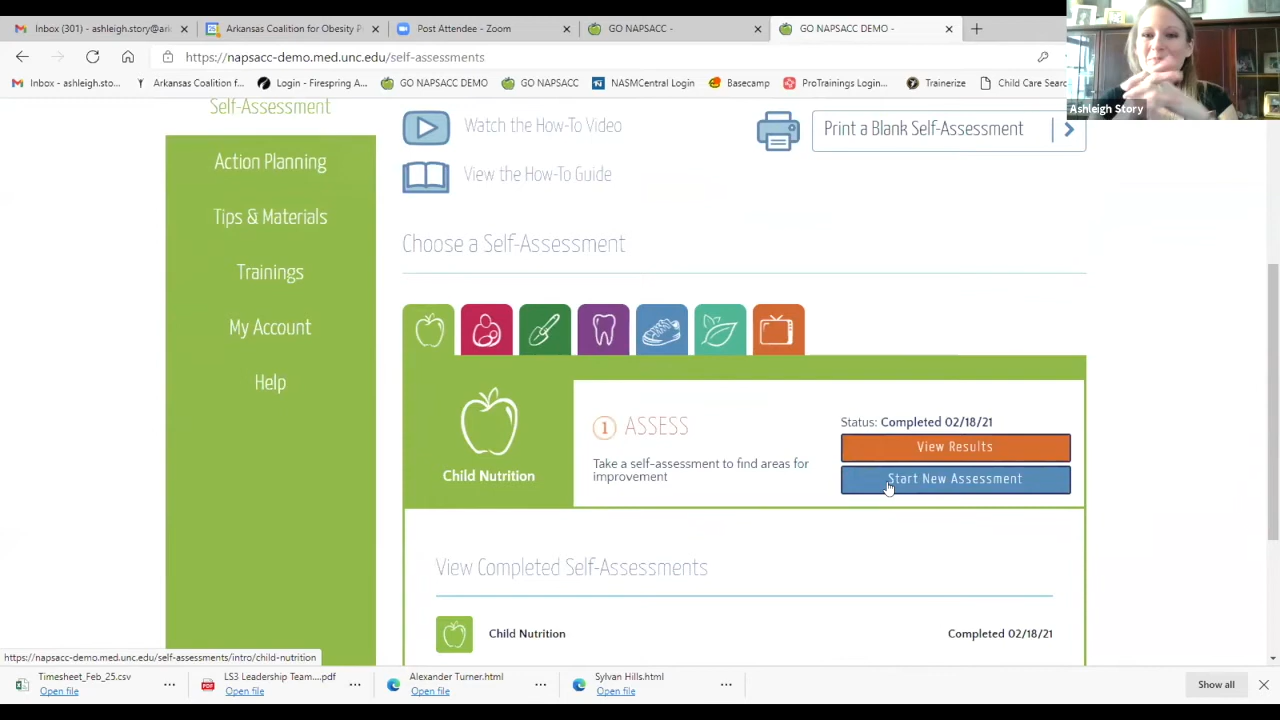 Inbox (301) - ashleigh.story@ar
Arkansas Coalition for Obesity P
Post Attendee - Zoom
GO NAPSACC -
GO NAPSACC DEMO -
https://napsacc-demo.med.unc.edu/self-assessments
Inbox - ashleigh.sto...
Arkansas Coalition f...
Login - Firespring A...
GO NAPSACC DEMO
GO NAPSACC
NASMCentral Login
Basecamp
ProTrainings Login...
Trainerize
Child Care Searc
Ashleigh Story
Self-Assessment
Action Planning
Tips & Materials
Trainings
My Account
Help
Watch the How-To Video
View the How-To Guide
Print a Blank Self-Assessment
Choose a Self-Assessment
Child Nutrition
1 ASSESS
Take a self-assessment to find areas for
improvement
Status: Completed 02/18/21
View Results
Start New Assessment
View Completed Self-Assessments
Child Nutrition
Completed 02/18/21
https://napsacc-demo.med.unc.edu/self-assessments/intro/child-nutrition
Timesheet_Feb_25.csv
Open file
LS3 Leadership Team....pdf
Open file
Alexander Turner.html
Open file
Sylvan Hills.html
Open file
Show all